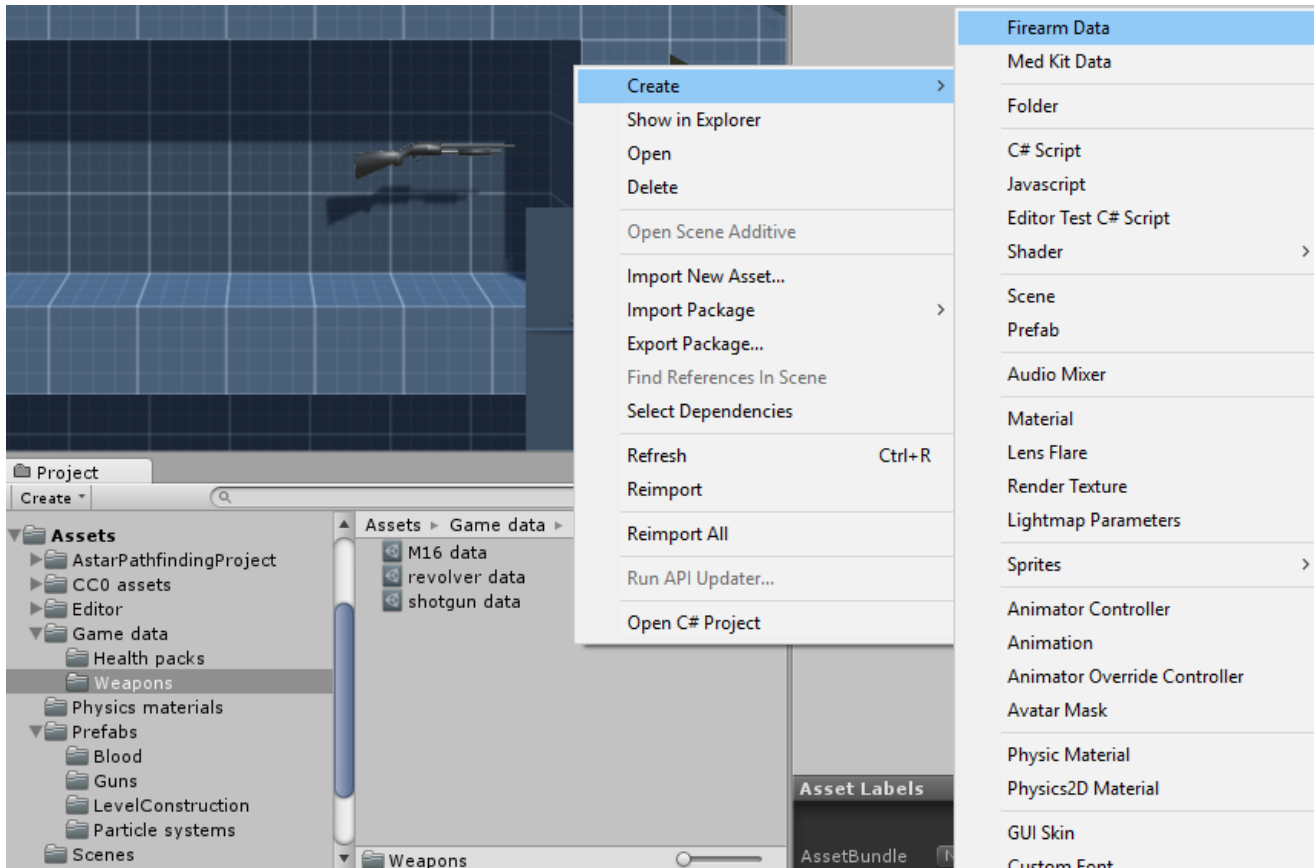 Project
Create
Assets
AstarPathfindingProject
CC0 assets
Editor
Game data
Health packs
Weapons
Physics materials
Prefabs
Blood
Guns
LevelConstruction
Particle systems
Scenes
Assets ▸ Game data ▸
M16 data
revolver data
shotgun data
Weapons
Create
Show in Explorer
Open
Delete
Open Scene Additive
Import New Asset...
Import Package
Export Package...
Find References In Scene
Select Dependencies
Refresh Ctrl+R
Reimport
Reimport All
Run API Updater...
Open C# Project
Asset Labels
AssetBundle
Firearm Data
Med Kit Data
Folder
C# Script
Javascript
Editor Test C# Script
Shader
Scene
Prefab
Audio Mixer
Material
Lens Flare
Render Texture
Lightmap Parameters
Sprites
Animator Controller
Animation
Animator Override Controller
Avatar Mask
Physic Material
Physics2D Material
GUI Skin
Custom Font